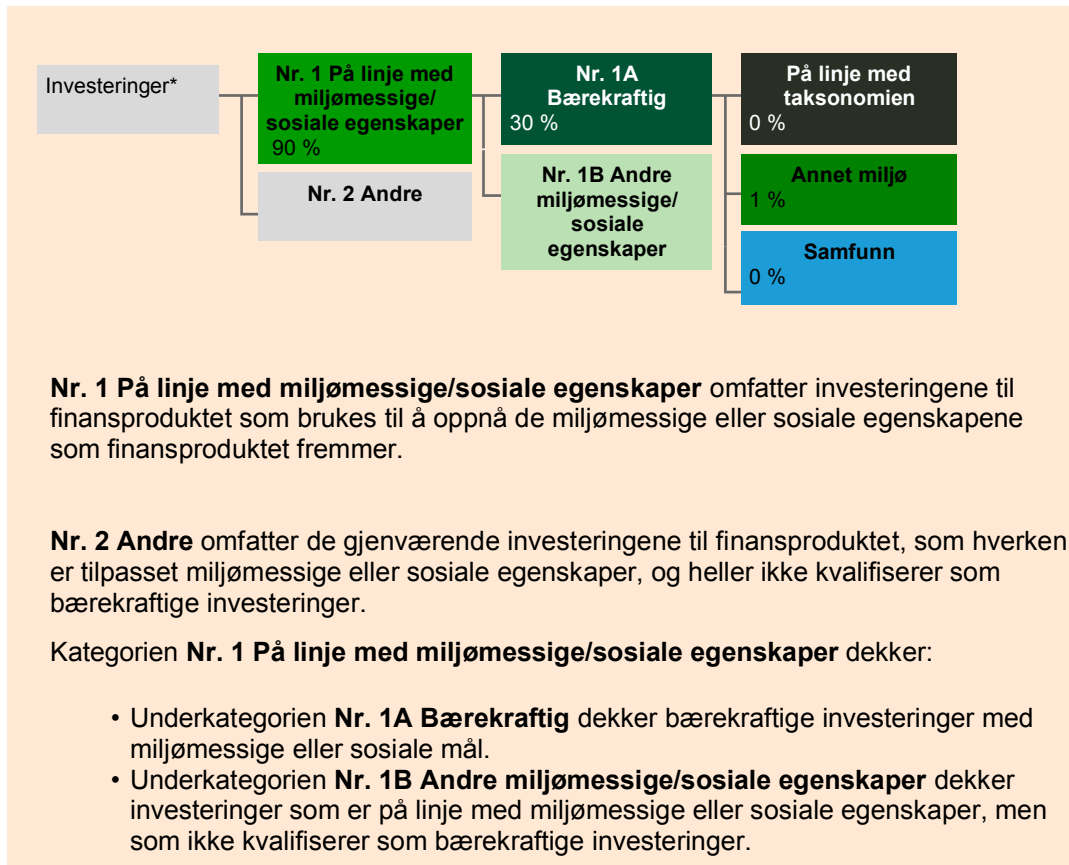 Investeringer*
Nr. 1 På linje med
miljømessige/
sosiale egenskaper
90 %
Nr. 2 Andre
Nr. 1A
Bærekraftig
30 %
Nr. 1B Andre
miljømessige/
sosiale
egenskaper
På linje med
taksonomien
0 %
Annet miljø
1 %
Samfunn
0 %
Nr. 1 På linje med miljømessige/sosiale egenskaper omfatter investeringene til
finansproduktet som brukes til å oppnå de miljømessige eller sosiale egenskapene
som finansproduktet fremmer.
Nr. 2 Andre omfatter de gjenværende investeringene til finansproduktet, som hverken
er tilpasset miljømessige eller sosiale egenskaper, og heller ikke kvalifiserer som
bærekraftige investeringer.
Kategorien Nr. 1 På linje med miljømessige/sosiale egenskaper dekker:
• Underkategorien Nr. 1A Bærekraftig dekker bærekraftige investeringer med
miljømessige eller sosiale mål.
• Underkategorien Nr. 1B Andre miljømessige/sosiale egenskaper dekker
investeringer som er på linje med miljømessige eller sosiale egenskaper, men
som ikke kvalifiserer som bærekraftige investeringer.